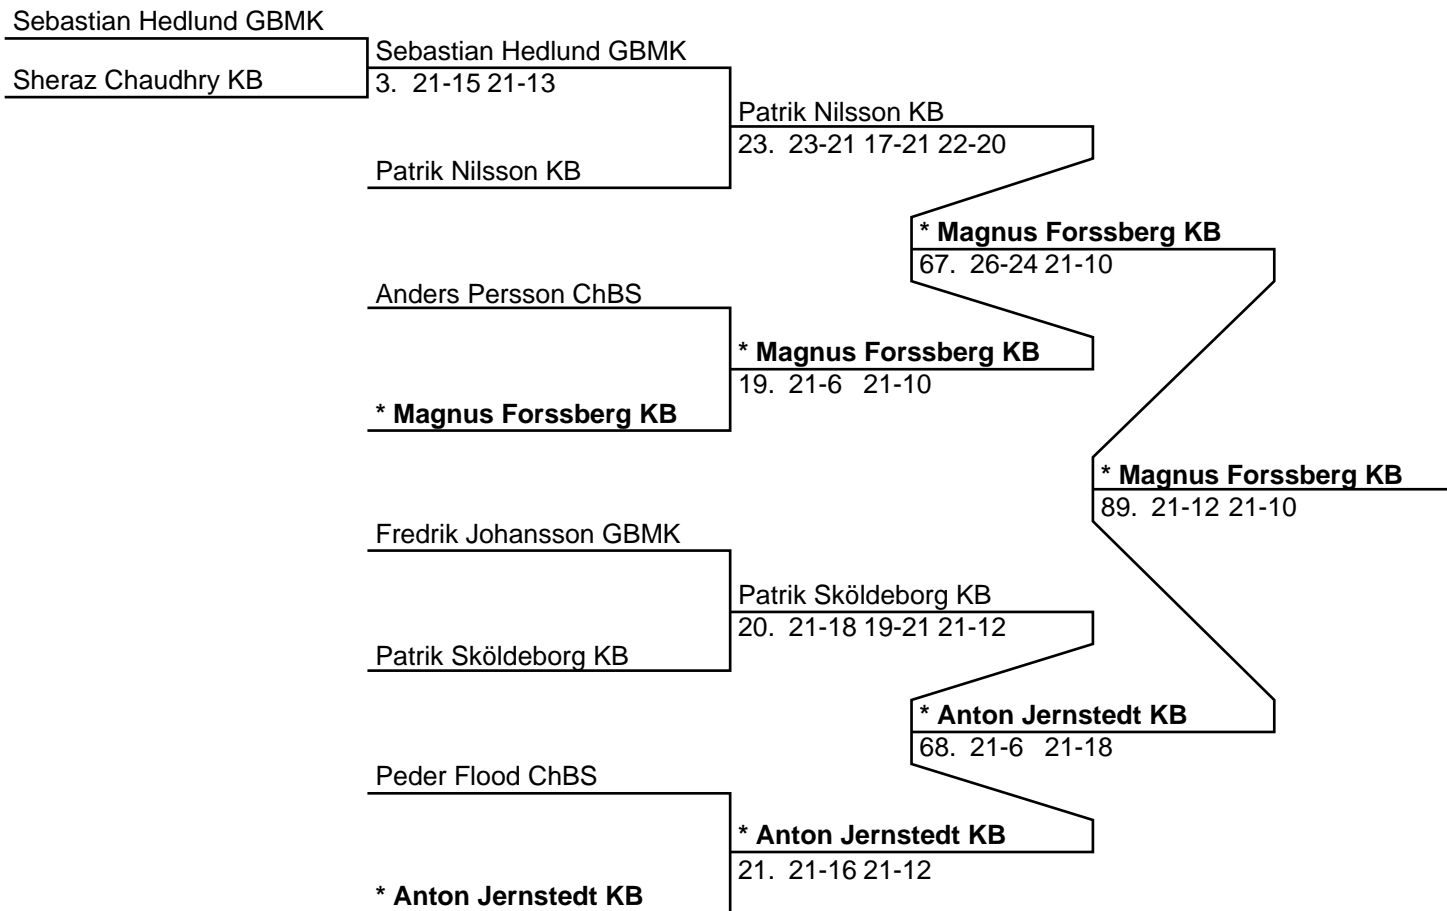 Sebastian Hedlund GBMK
Sebastian Hedlund GBMK
Sheraz Chaudhry KB
3. 21-15 21-13
Patrik Nilsson KB
23. 23-21 17-21 22-20
Patrik Nilsson KB
* Magnus Forssberg KB
67. 26-24 21-10
Anders Persson ChBS
* Magnus Forssberg KB
19. 21-6 21-10
* Magnus Forssberg KB
* Magnus Forssberg KB
89. 21-12 21-10
Fredrik Johansson GBMK
Patrik Sköldeborg KB
20. 21-18 19-21 21-12
Patrik Sköldeborg KB
* Anton Jernstedt KB
68. 21-6 21-18
Peder Flood ChBS
* Anton Jernstedt KB
21. 21-16 21-12
* Anton Jernstedt KB